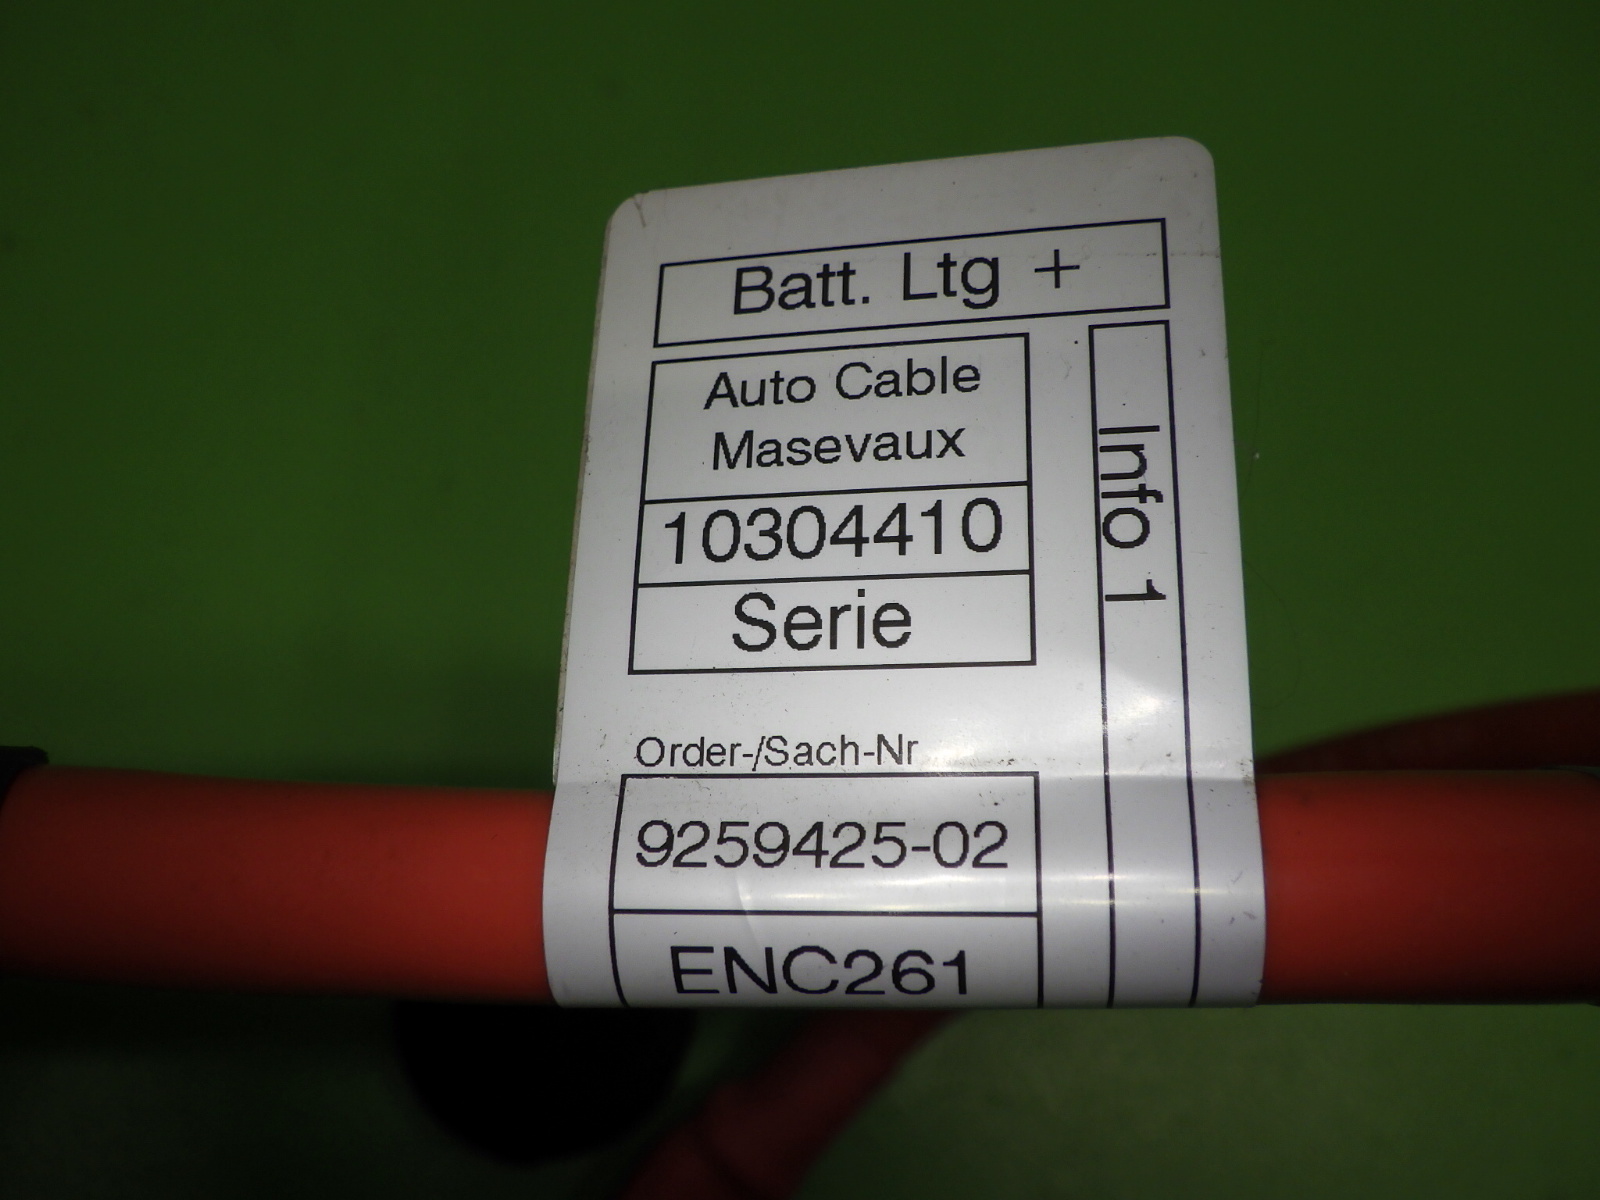 Batt. Ltg +
Auto Cable
Masevaux
10304410
Serie
Info 1
Order-/Sach-Nr
9259425-02
ENC261